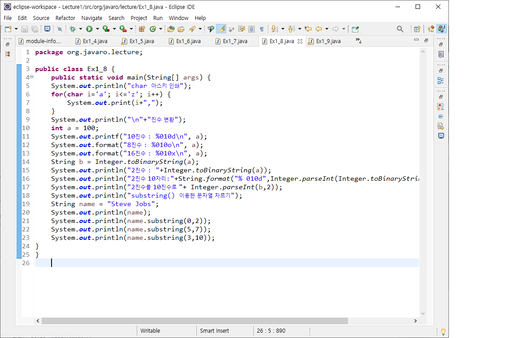 eclipse-workspace - Lecture1/src/org/javaro/lecture/Ex1_8.java - Eclipse IDE
File Edit Source Refactor Navigate Search Project Run Window Help
module-info... Ex1_4.java Ex1_5.java Ex1_6.java Ex1_7.java Ex1_8.java Ex1_9.java
1 package org.javaro.lecture;
2
3 public class Ex1_8 {
4 public static void main(String[] args) {
5 System.out.println("char 아스키 인쇄");
6 for(char i='a'; i<='z'; i++) {
7 System.out.print(i+",");
8 }
9 System.out.println("\n"+"진수 변환");
10 int a = 100;
11 System.out.printf("10진수 : %010d\n", a);
12 System.out.format("8진수 : %010o\n", a);
13 System.out.format("16진수 : %010x\n", a);
14 String b = Integer.toBinaryString(a);
15 System.out.println("2진수 : "+Integer.toBinaryString(a));
16 System.out.println("2진수 10자리:"+String.format("% 010d",Integer.parseInt(Integer.toBinaryString
17 System.out.println("2진수를 10진수로 "+ Integer.parseInt(b,2));
18 System.out.println("substring() 이용한 문자열 자르기");
19 String name = "Steve Jobs";
20 System.out.println(name);
21 System.out.println(name.substring(0,2));
22 System.out.println(name.substring(5,7));
23 System.out.println(name.substring(3,10));
24 }
25 }
26
Writable Smart Insert 26 : 5 : 890